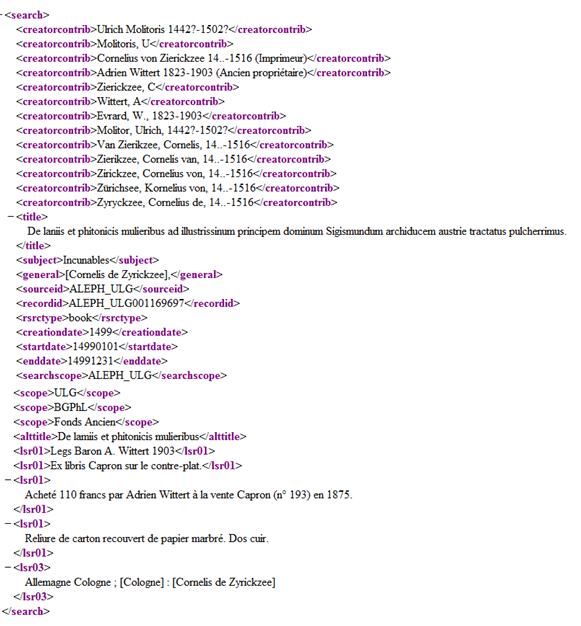 −<search>
<creatorcontrib>Ulrich Molitoris 1442?-1502?</creatorcontrib>
<creatorcontrib>Molitoris, U</creatorcontrib>
<creatorcontrib>Cornelius von Zierickzee 14..-1516 (Imprimeur)</creatorcontrib>
<creatorcontrib>Adrien Wittert 1823-1903 (Ancien propriétaire)</creatorcontrib>
<creatorcontrib>Zierickzee, C</creatorcontrib>
<creatorcontrib>Wittert, A</creatorcontrib>
<creatorcontrib>Evrard, W., 1823-1903</creatorcontrib>
<creatorcontrib>Molitor, Ulrich, 1442?-1502?</creatorcontrib>
<creatorcontrib>Van Zierikzee, Cornelis, 14..-1516</creatorcontrib>
<creatorcontrib>Zierikzee, Cornelis van, 14..-1516</creatorcontrib>
<creatorcontrib>Zirickzee, Cornelius von, 14..-1516</creatorcontrib>
<creatorcontrib>Zürichsee, Kornelius von, 14..-1516</creatorcontrib>
<creatorcontrib>Zyryckzee, Cornelius de, 14..-1516</creatorcontrib>
−<title>
De laniis et phitonicis mulieribus ad illustrissinum principem dominum Sigismundum archiducem austrie tractatus pulcherrimus.
</title>
<subject>Incunables</subject>
<general>[Cornelis de Zyrickzee],</general>
<sourceid>ALEPH_ULG</sourceid>
<recordid>ALEPH_ULG001169697</recordid>
<rsrctype>book</rsrctype>
<creationdate>1499</creationdate>
<startdate>14990101</startdate>
<enddate>14991231</enddate>
<searchscope>ALEPH_ULG</searchscope>
<scope>ULG</scope>
<scope>BGPhL</scope>
<scope>Fonds Ancien</scope>
<alttitle>De lamiis et phitonicis mulieribus</alttitle>
<lsr01>Legs Baron A. Wittert 1903</lsr01>
<lsr01>Ex libris Capron sur le contre-plat.</lsr01>
−<lsr01>
Acheté 110 francs par Adrien Wittert à la vente Capron (n° 193) en 1875.
</lsr01>
−<lsr01>
Reliure de carton recouvert de papier marbré. Dos cuir.
</lsr01>
−<lsr03>
Allemagne Cologne ; [Cologne] : [Cornelis de Zyrickzee]
</lsr03>
</search>